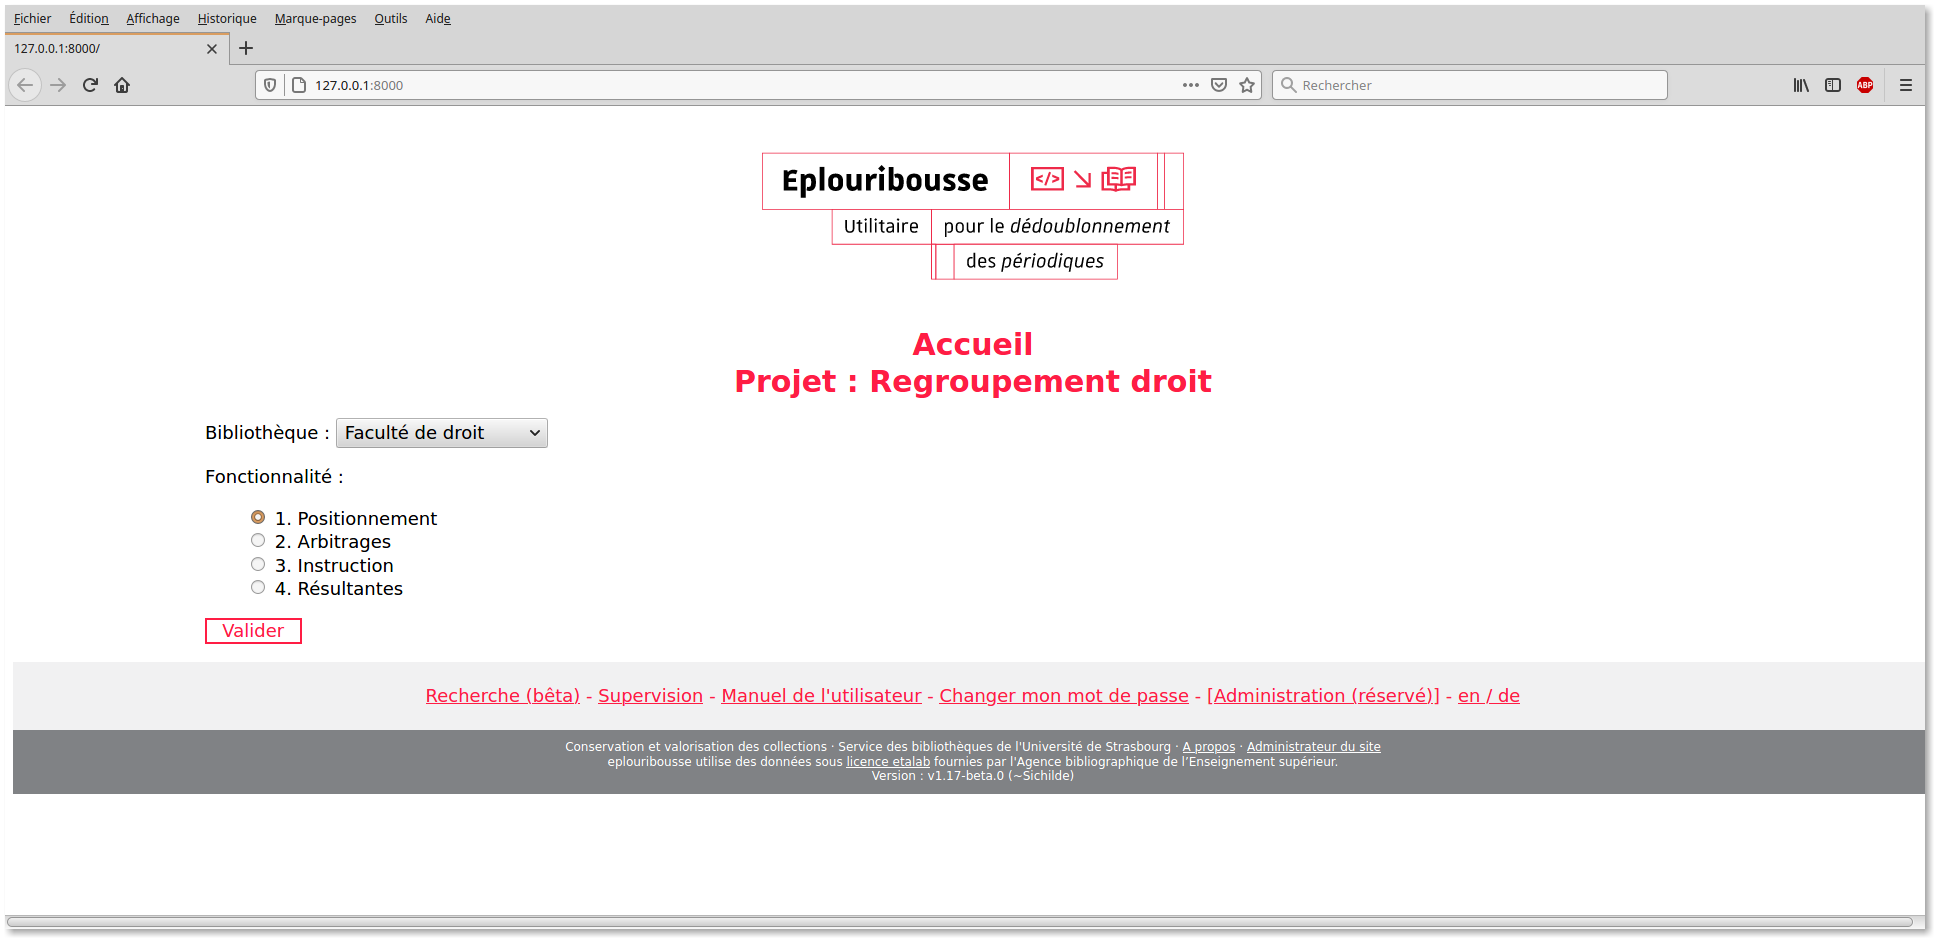 Fichier Édition Affichage Historique Marque-pages Outils Aide
127.0.0.1:8000/
127.0.0.1:8000 Rechercher ABP
Eplouribousse </>
Utilitaire pour le dédoublonnement
des périodiques
Accueil
Projet : Regroupement droit
Bibliothèque : Faculté de droit
Fonctionnalité :
1. Positionnement
2. Arbitrages
3. Instruction
4. Résultantes
Valider
Recherche (bêta) - Supervision - Manuel de l'utilisateur - Changer mon mot de passe - [Administration (réservé)] - en / de
Conservation et valorisation des collections · Service des bibliothèques de l'Université de Strasbourg · A propos · Administrateur du site
eplouribousse utilise des données sous licence etalab fournies par l'Agence bibliographique de l’Enseignement supérieur.
Version : v1.17-beta.0 (~Sichilde)